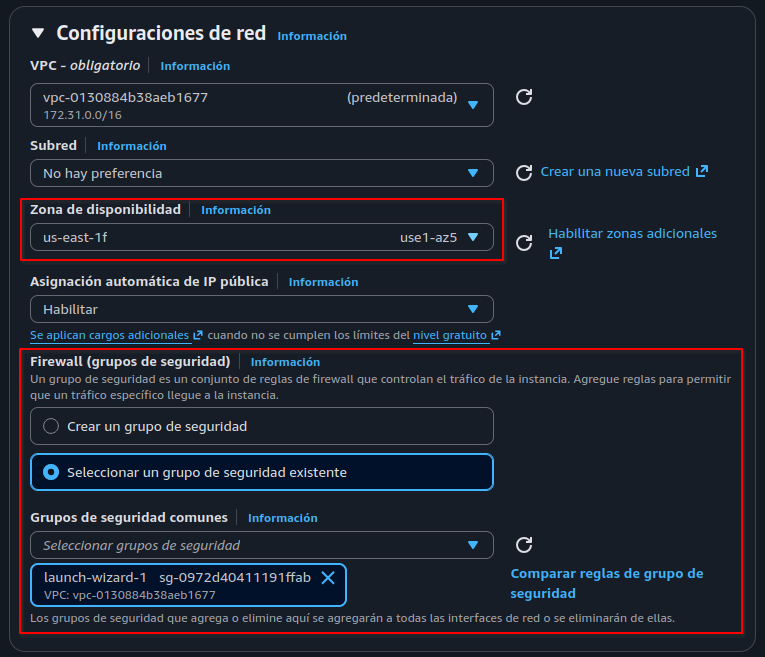 Configuraciones de red Información
VPC - obligatorio Información
vpc-0130884b38aeb1677 (predeterminada)
172.31.0.0/16
Subred Información
No hay preferencia
Crear una nueva subred
Zona de disponibilidad Información
us-east-1f use1-az5
Habilitar zonas adicionales
Asignación automática de IP pública Información
Habilitar
Se aplican cargos adicionales cuando no se cumplen los límites del nivel gratuito
Firewall (grupos de seguridad) Información
Un grupo de seguridad es un conjunto de reglas de firewall que controlan el tráfico de la instancia. Agregue reglas para permitir
que un tráfico específico llegue a la instancia.
Crear un grupo de seguridad
Seleccionar un grupo de seguridad existente
Grupos de seguridad comunes Información
Seleccionar grupos de seguridad
launch-wizard-1 sg-0972d40411191ffab
VPC: vpc-0130884b38aeb1677
Comparar reglas de grupo de
seguridad
Los grupos de seguridad que agrega o elimine aquí se agregarán a todas las interfaces de red o se eliminarán de ellas.